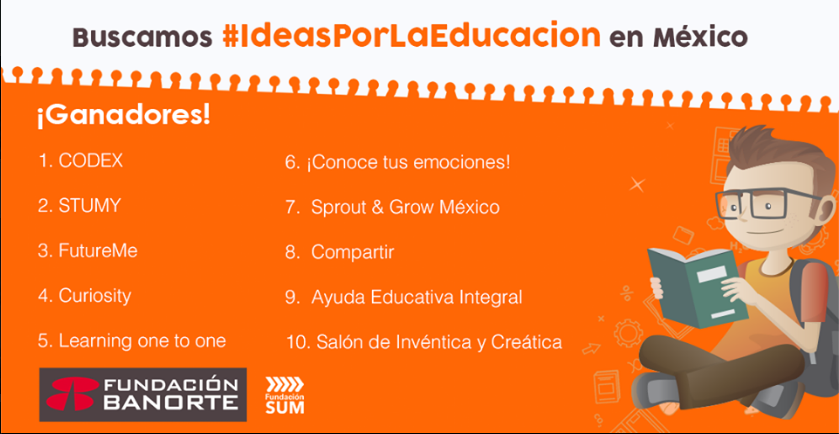 Buscamos #IdeasPorLaEducacion en México
¡Ganadores!
1. CODEX
2. STUMY
3. FutureMe
4. Curiosity
5. Learning one to one
6. ¡Conoce tus emociones!
7. Sprout & Grow México
8. Compartir
9. Ayuda Educativa Integral
10. Salón de Invéntica y Creática
FUNDACIÓN
BANORTE
Fundación
SUM